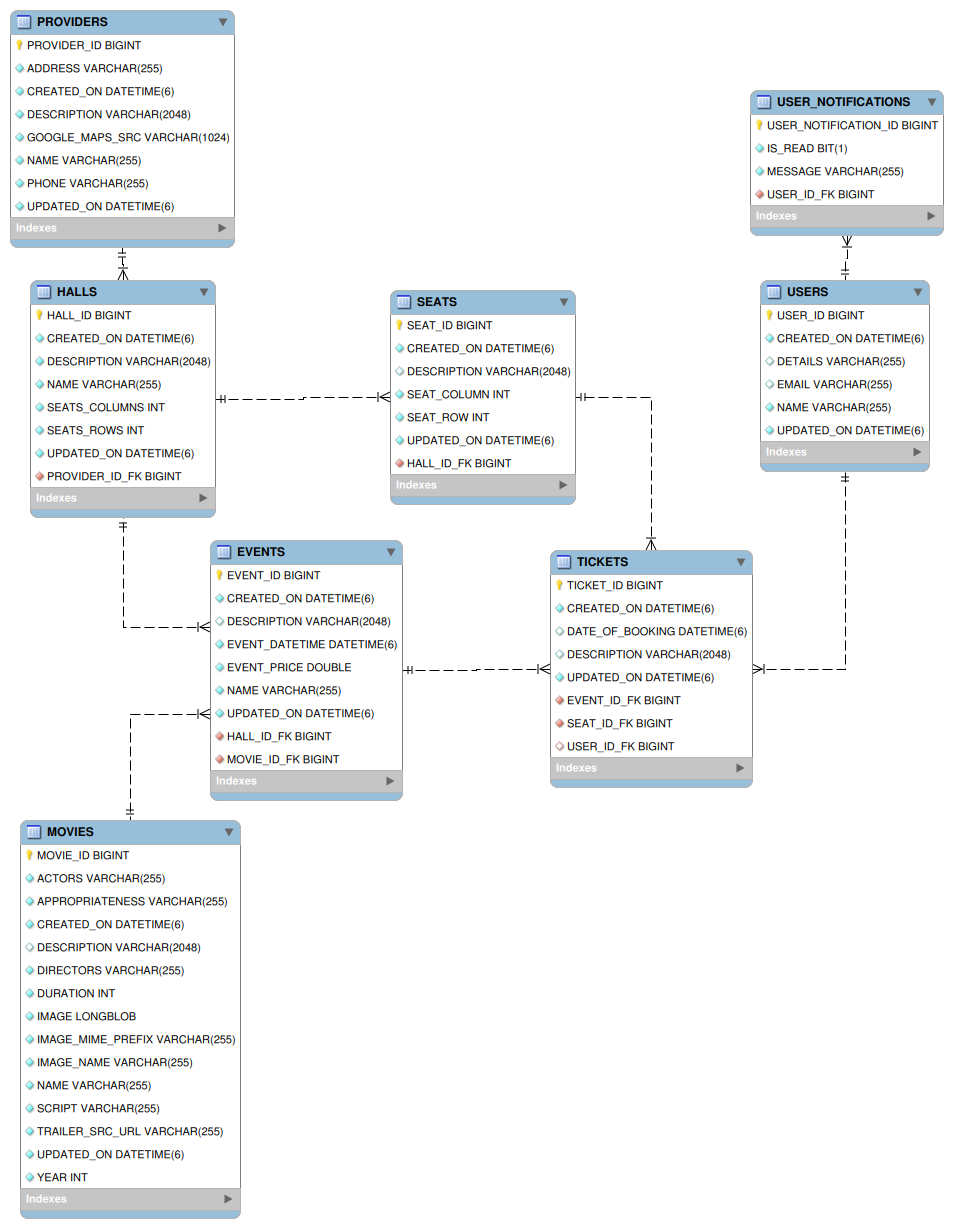 PROVIDERS
PROVIDER_ID BIGINT
ADDRESS VARCHAR(255)
CREATED_ON DATETIME(6)
DESCRIPTION VARCHAR(2048)
GOOGLE_MAPS_SRC VARCHAR(1024)
NAME VARCHAR(255)
PHONE VARCHAR(255)
UPDATED_ON DATETIME(6)
Indexes
USER_NOTIFICATIONS
USER_NOTIFICATION_ID BIGINT
IS_READ BIT(1)
MESSAGE VARCHAR(255)
USER_ID_FK BIGINT
Indexes
HALLS
HALL_ID BIGINT
CREATED_ON DATETIME(6)
DESCRIPTION VARCHAR(2048)
NAME VARCHAR(255)
SEATS_COLUMNS INT
SEATS_ROWS INT
UPDATED_ON DATETIME(6)
PROVIDER_ID_FK BIGINT
Indexes
SEATS
SEAT_ID BIGINT
CREATED_ON DATETIME(6)
DESCRIPTION VARCHAR(2048)
SEAT_COLUMN INT
SEAT_ROW INT
UPDATED_ON DATETIME(6)
HALL_ID_FK BIGINT
Indexes
USERS
USER_ID BIGINT
CREATED_ON DATETIME(6)
DETAILS VARCHAR(255)
EMAIL VARCHAR(255)
NAME VARCHAR(255)
UPDATED_ON DATETIME(6)
Indexes
EVENTS
EVENT_ID BIGINT
CREATED_ON DATETIME(6)
DESCRIPTION VARCHAR(2048)
EVENT_DATETIME DATETIME(6)
EVENT_PRICE DOUBLE
NAME VARCHAR(255)
UPDATED_ON DATETIME(6)
HALL_ID_FK BIGINT
MOVIE_ID_FK BIGINT
Indexes
TICKETS
TICKET_ID BIGINT
CREATED_ON DATETIME(6)
DATE_OF_BOOKING DATETIME(6)
DESCRIPTION VARCHAR(2048)
UPDATED_ON DATETIME(6)
EVENT_ID_FK BIGINT
SEAT_ID_FK BIGINT
USER_ID_FK BIGINT
Indexes
MOVIES
MOVIE_ID BIGINT
ACTORS VARCHAR(255)
APPROPRIATENESS VARCHAR(255)
CREATED_ON DATETIME(6)
DESCRIPTION VARCHAR(2048)
DIRECTORS VARCHAR(255)
DURATION INT
IMAGE LONGBLOB
IMAGE_MIME_PREFIX VARCHAR(255)
IMAGE_NAME VARCHAR(255)
NAME VARCHAR(255)
SCRIPT VARCHAR(255)
TRAILER_SRC_URL VARCHAR(255)
UPDATED_ON DATETIME(6)
YEAR INT
Indexes